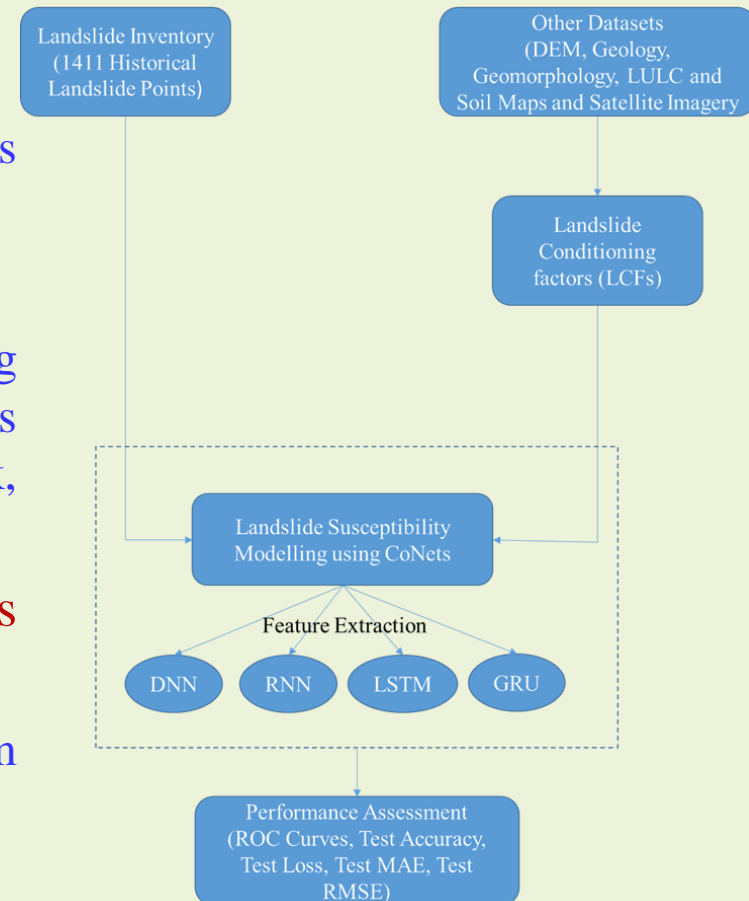 Landslide Inventory
(1411 Historical
Landslide Points)
Other Datasets
(DEM, Geology,
Geomorphology, LULC and
Soil Maps and Satellite Imagery
Landslide
Conditioning
factors (LCFs)
Landslide Susceptibility
Modelling using CoNets
Feature Extraction
DNN
RNN
LSTM
GRU
Performance Assessment
(ROC Curves, Test Accuracy,
Test Loss, Test MAE, Test
RMSE)